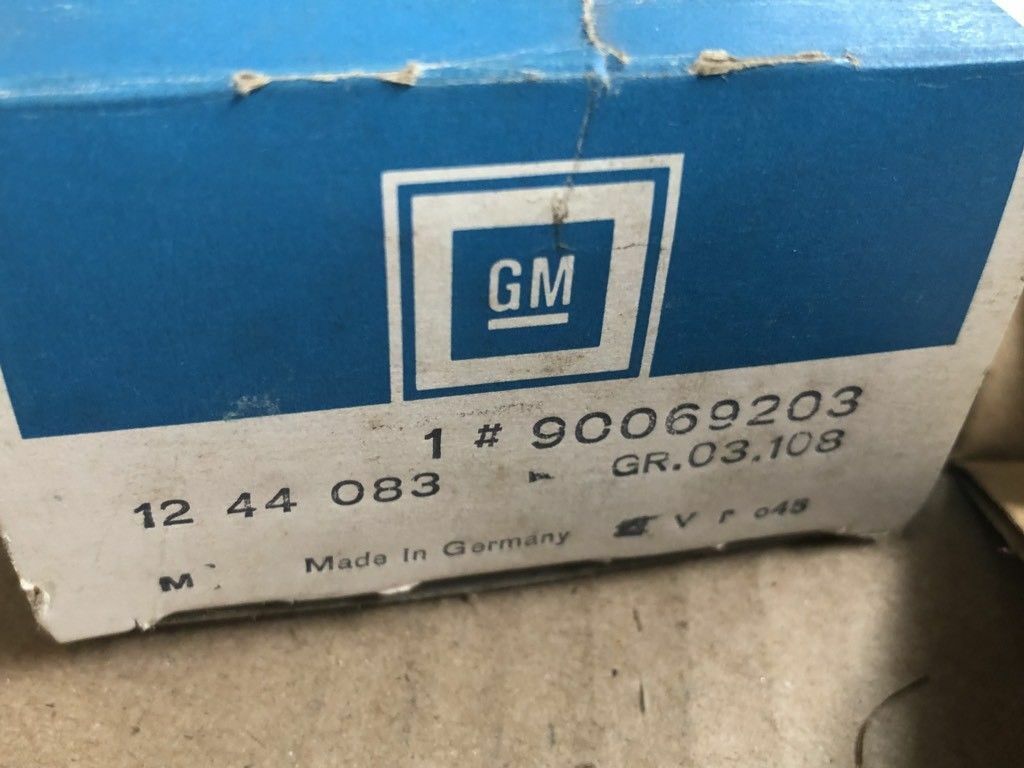 GM
1 # 90069203
12 44 083 GR.03.108
M Made in Germany V